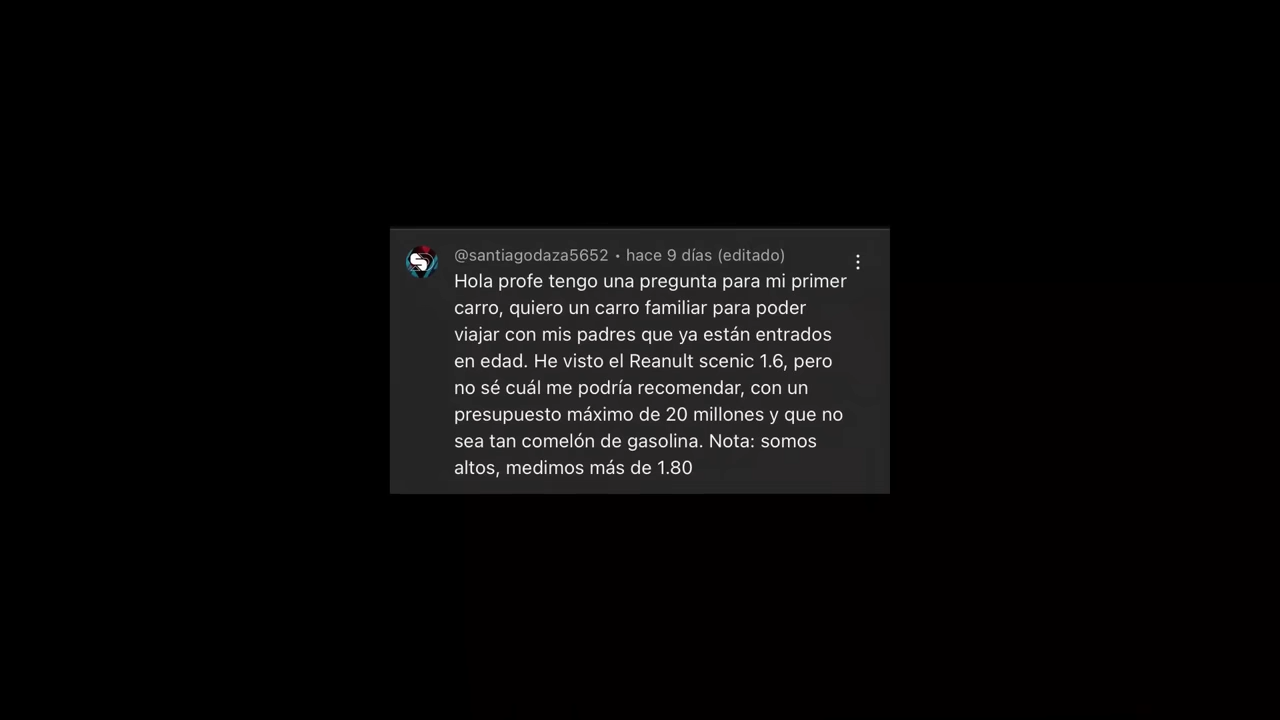 @santiagodaza5652 • hace 9 días (editado)
Hola profe tengo una pregunta para mi primer
carro, quiero un carro familiar para poder
viajar con mis padres que ya están entrados
en edad. He visto el Reanult scenic 1.6, pero
no sé cuál me podría recomendar, con un
presupuesto máximo de 20 millones y que no
sea tan comelón de gasolina. Nota: somos
altos, medimos más de 1.80